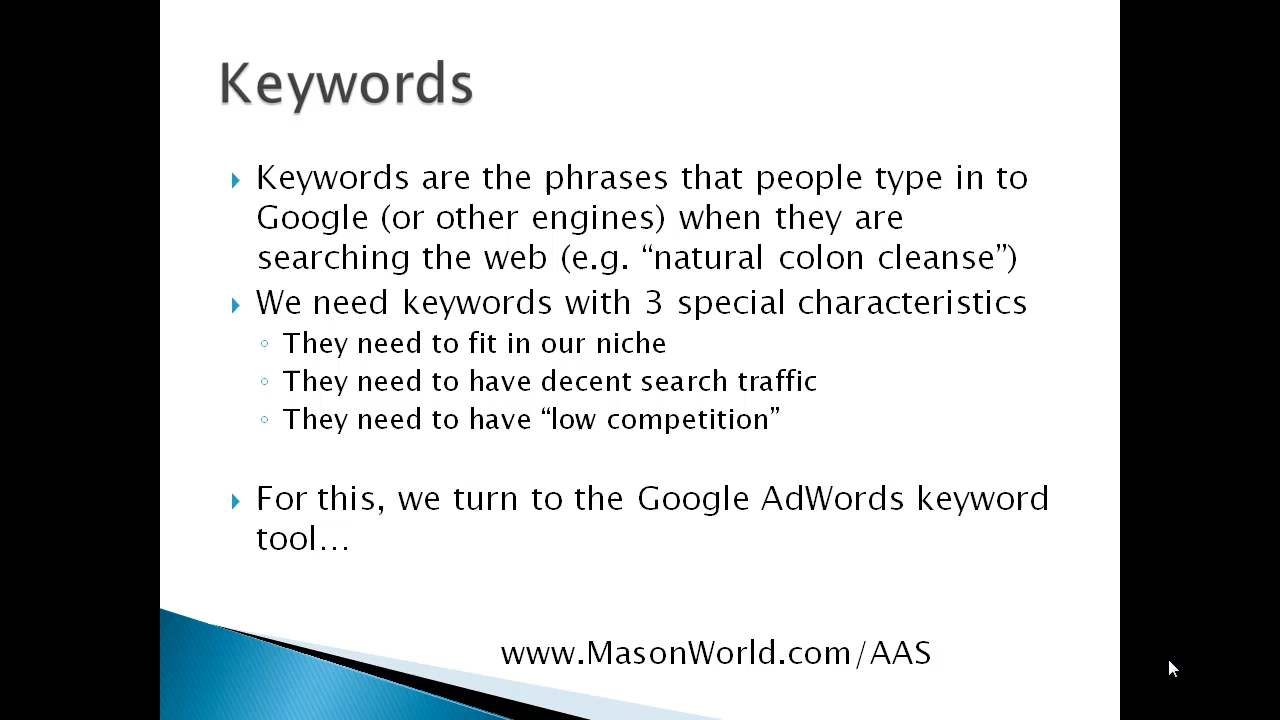 Keywords
Keywords are the phrases that people type in to
Google (or other engines) when they are
searching the web (e.g. “natural colon cleanse”)
We need keywords with 3 special characteristics
They need to fit in our niche
They need to have decent search traffic
They need to have “low competition”
For this, we turn to the Google AdWords keyword
tool…
www.MasonWorld.com/AAS